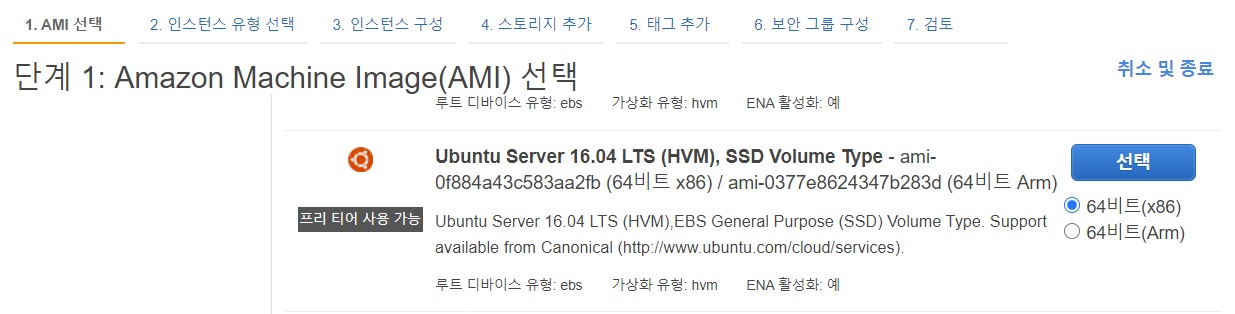 1. AMI 선택 2. 인스턴스 유형 선택 3. 인스턴스 구성 4. 스토리지 추가 5. 태그 추가 6. 보안 그룹 구성 7. 검토
단계 1: Amazon Machine Image(AMI) 선택
취소 및 종료
루트 디바이스 유형: ebs 가상화 유형: hvm ENA 활성화: 예
Ubuntu Server 16.04 LTS (HVM), SSD Volume Type - ami-
0f884a43c583aa2fb (64비트 x86) / ami-0377e8624347b283d (64비트 Arm)
프리 티어 사용 가능
Ubuntu Server 16.04 LTS (HVM),EBS General Purpose (SSD) Volume Type. Support
available from Canonical (http://www.ubuntu.com/cloud/services).
루트 디바이스 유형: ebs 가상화 유형: hvm ENA 활성화: 예
선택
64비트(x86)
64비트(Arm)